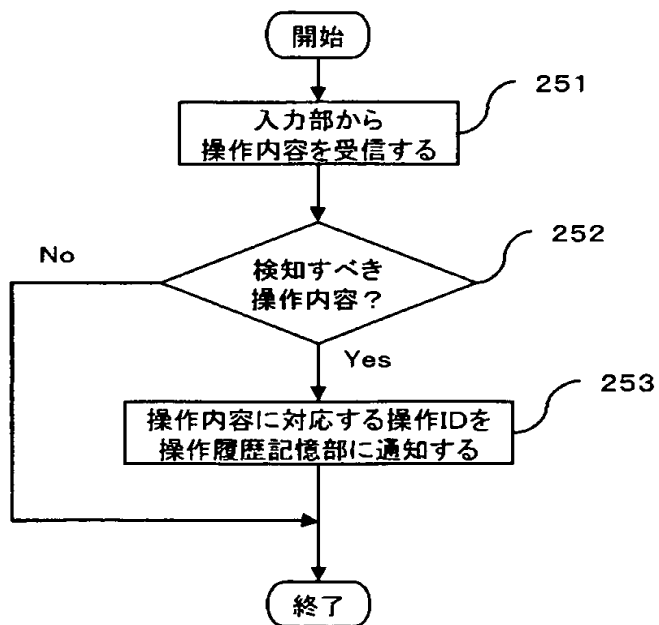 開始
251
入力部から
操作内容を受信する
252
No
検知すべき
操作内容？
Yes
253
操作内容に対応する操作IDを
操作履歴記憶部に通知する
終了